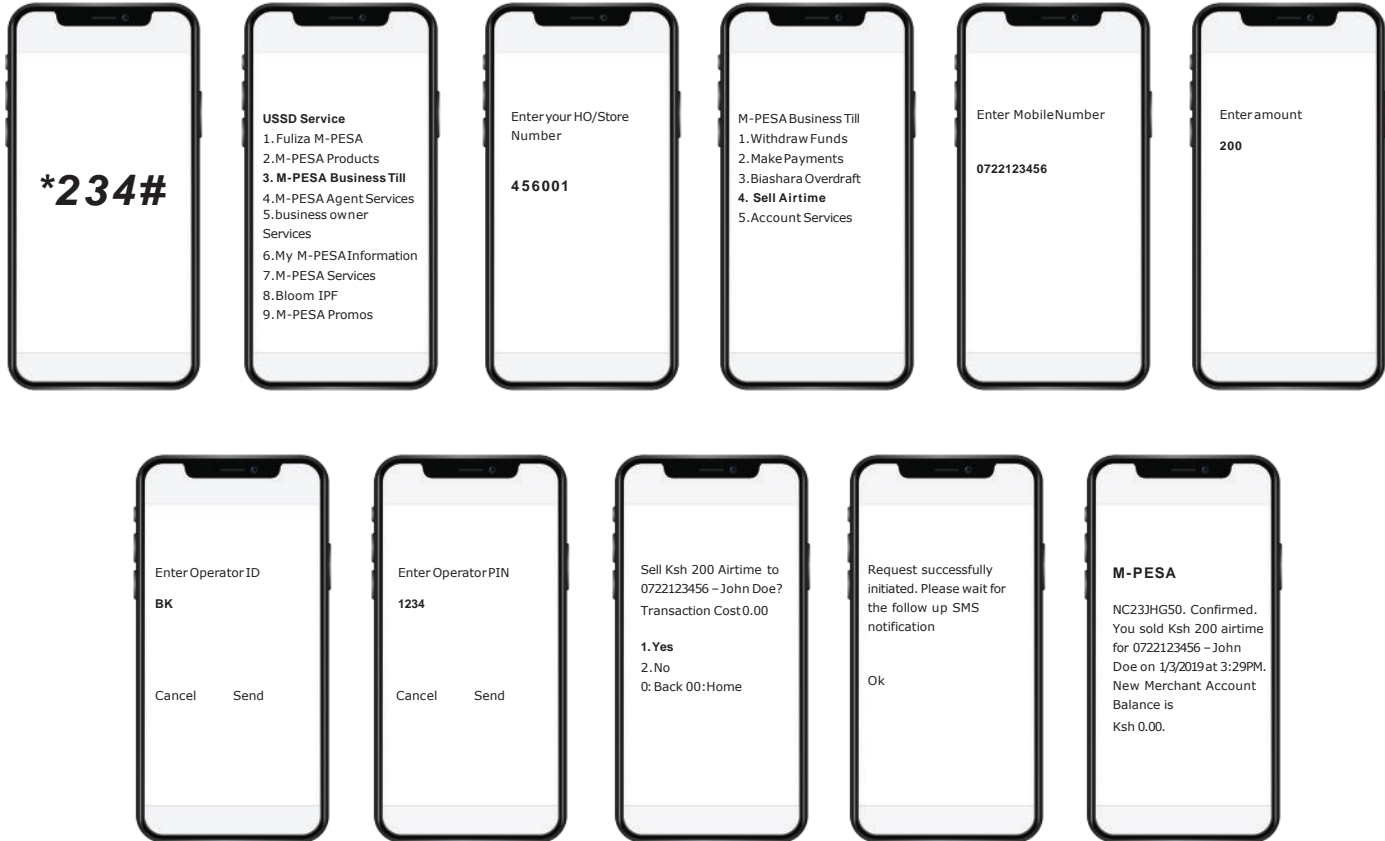 *234#
USSD Service
1. Fuliza M-PESA
2. M-PESA Products
3. M-PESA Business Till
4. M-PESA Agent Services
5. business owner
Services
6. My M-PESA Information
7. M-PESA Services
8. Bloom IPF
9. M-PESA Promos
Enter your HO/Store
Number
456001
M-PESA Business Till
1. Withdraw Funds
2. Make Payments
3. Biashara Overdraft
4. Sell Airtime
5. Account Services
Enter Mobile Number
0722123456
Enter amount
200
Enter Operator ID
BK
Cancel Send
Enter Operator PIN
1234
Cancel Send
Sell Ksh 200 Airtime to
0722123456 – John Doe?
Transaction Cost 0.00
1. Yes
2. No
0: Back 00: Home
Request successfully
initiated. Please wait for
the follow up SMS
notification
Ok
M-PESA
NC23JHG50. Confirmed.
You sold Ksh 200 airtime
for 0722123456 – John
Doe on 1/3/2019 at 3:29PM.
New Merchant Account
Balance is
Ksh 0.00.